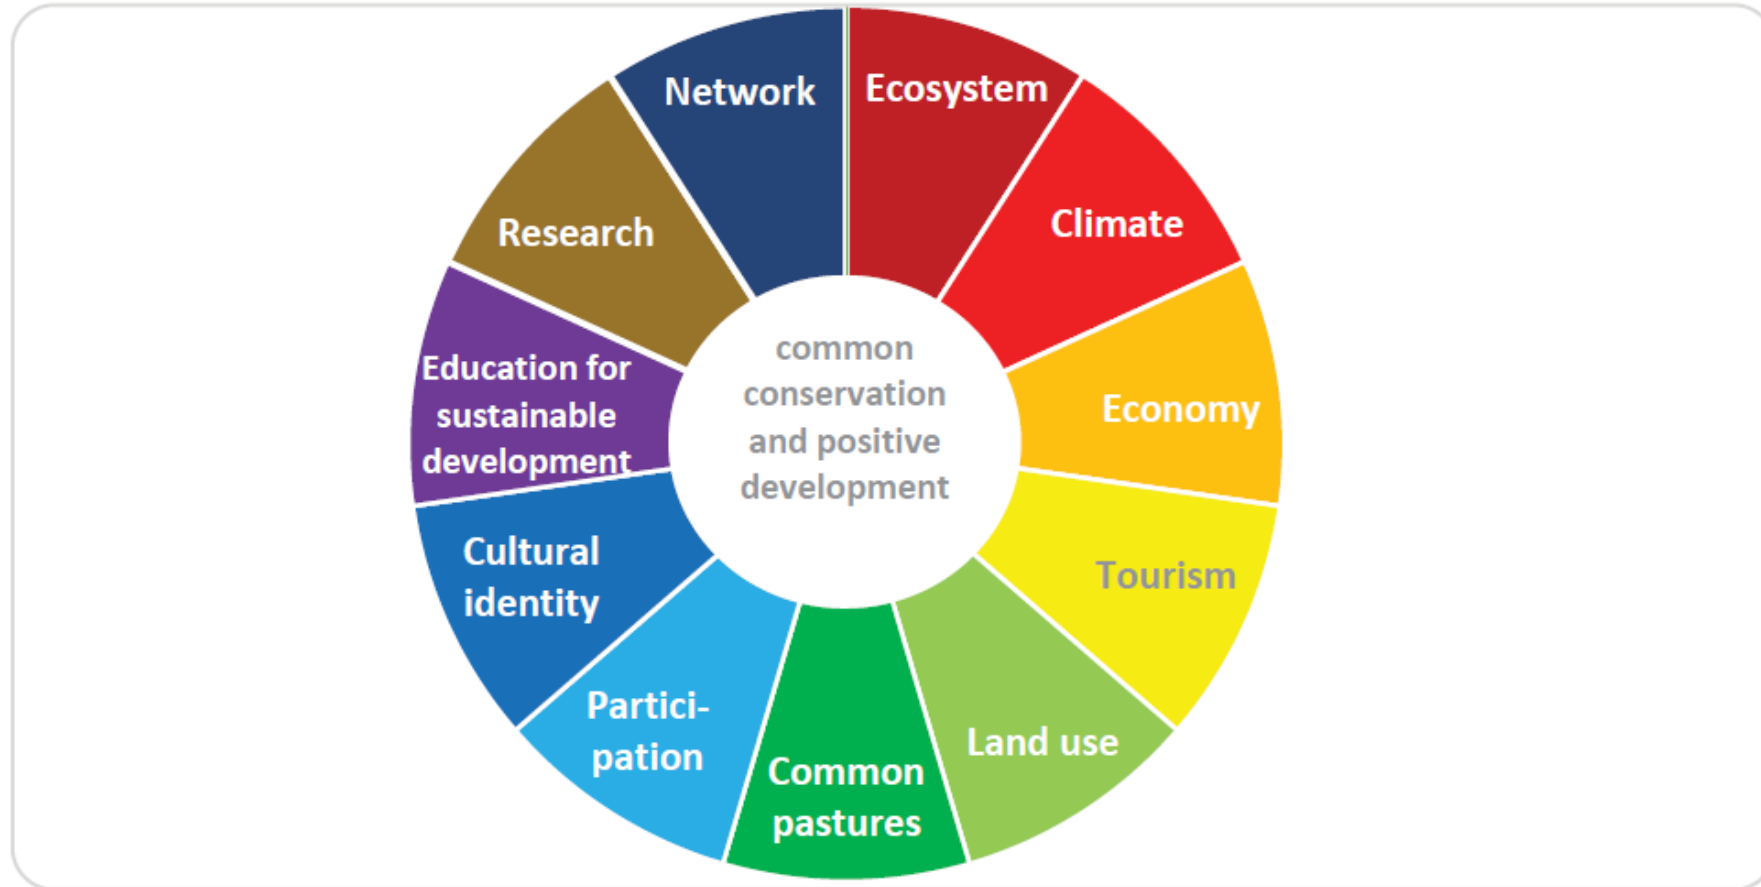 Network
Ecosystem
Climate
Economy
Tourism
Land use
Common
pastures
Partici-
pation
Cultural
identity
Education for
sustainable
development
Research
common
conservation
and positive
development